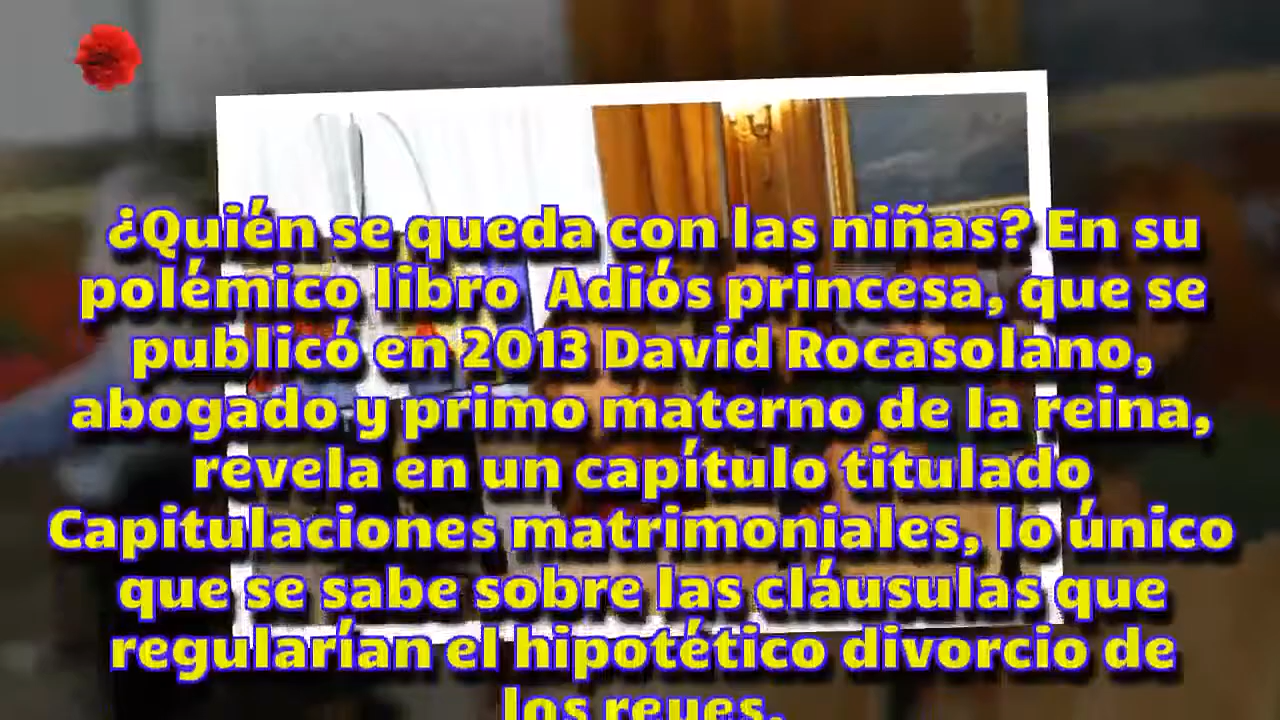 ¿Quién se queda con las niñas? En su
polémico libro Adiós princesa, que se
publicó en 2013 David Rocasolano,
abogado y primo materno de la reina,
revela en un capítulo titulado
Capitulaciones matrimoniales, lo único
que se sabe sobre las cláusulas que
regularían el hipotético divorcio de
los reyes.